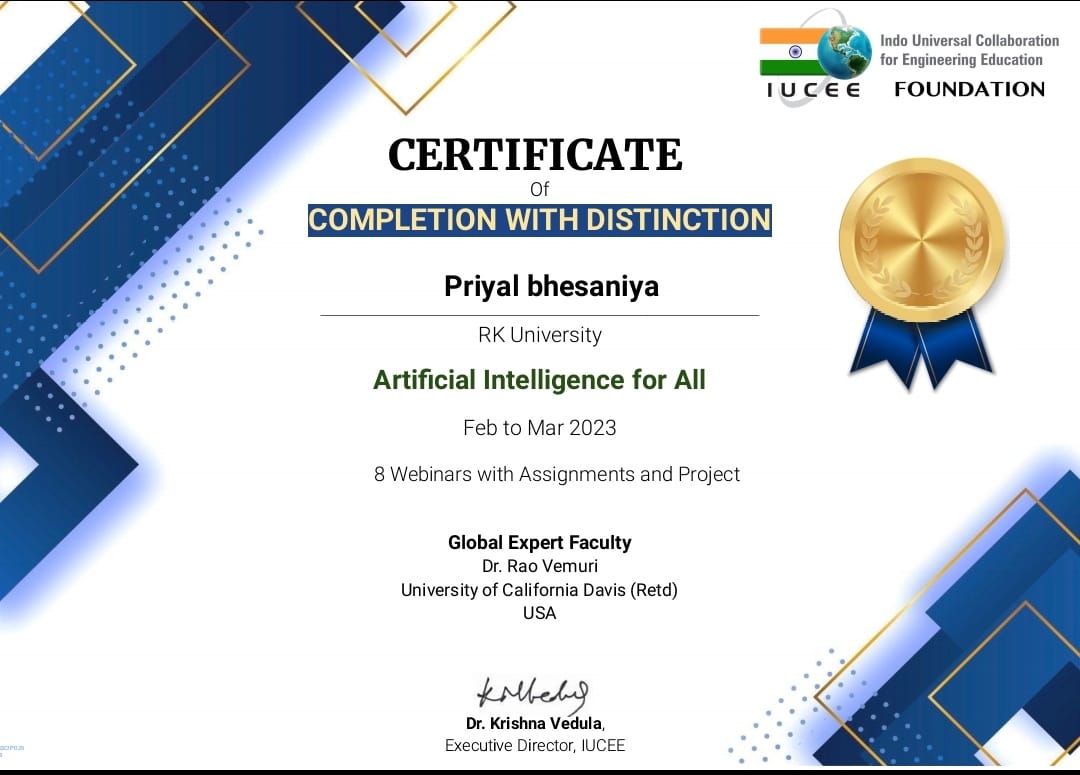 Indo Universal Collaboration
for Engineering Education
IUCEE FOUNDATION
CERTIFICATE
Of
COMPLETION WITH DISTINCTION
Priyal bhesaniya
RK University
Artificial Intelligence for All
Feb to Mar 2023
8 Webinars with Assignments and Project
Global Expert Faculty
Dr. Rao Vemuri
University of California Davis (Retd)
USA
Dr. Krishna Vedula,
Executive Director, IUCEE